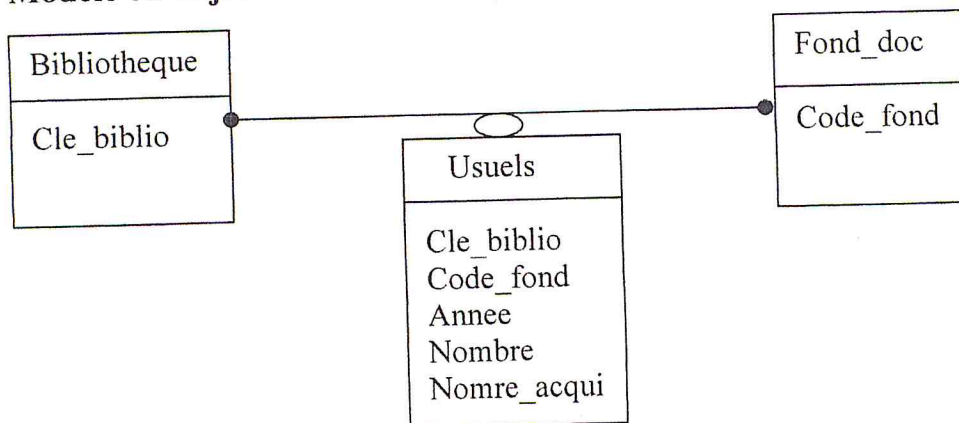 Bibliotheque
Cle_biblio
Fond_doc
Code_fond
Usuels
Cle_biblio
Code_fond
Annee
Nombre
Nomre_acqui